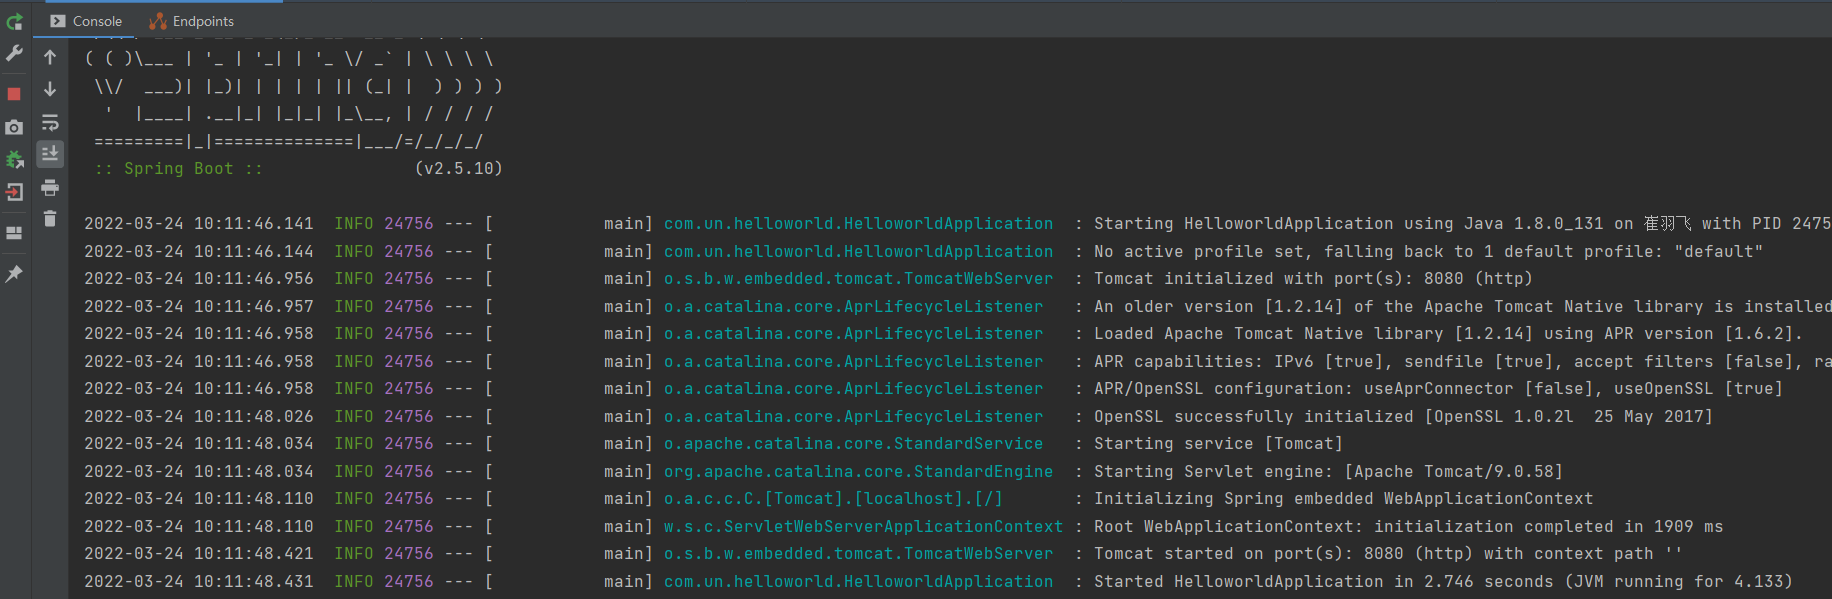 Console Endpoints
( ( )\___ | '_ | '_| | '_ \/ _` | \ \ \ \
 \\/  ___)| |_)| | | | | || (_| |  ) ) ) )
  '  |____| .__|_| |_|_| |_\__, | / / / /
 =========|_|==============|___/=/_/_/_/
 :: Spring Boot ::               (v2.5.10)
2022-03-24 10:11:46.141  INFO 24756 --- [           main] com.un.helloworld.HelloworldApplication  : Starting HelloworldApplication using Java 1.8.0_131 on 崔羽飞 with PID 2475
2022-03-24 10:11:46.144  INFO 24756 --- [           main] com.un.helloworld.HelloworldApplication  : No active profile set, falling back to 1 default profile: "default"
2022-03-24 10:11:46.956  INFO 24756 --- [           main] o.s.b.w.embedded.tomcat.TomcatWebServer  : Tomcat initialized with port(s): 8080 (http)
2022-03-24 10:11:46.957  INFO 24756 --- [           main] o.a.catalina.core.AprLifecycleListener   : An older version [1.2.14] of the Apache Tomcat Native library is installed
2022-03-24 10:11:46.958  INFO 24756 --- [           main] o.a.catalina.core.AprLifecycleListener   : Loaded Apache Tomcat Native library [1.2.14] using APR version [1.6.2].
2022-03-24 10:11:46.958  INFO 24756 --- [           main] o.a.catalina.core.AprLifecycleListener   : APR capabilities: IPv6 [true], sendfile [true], accept filters [false], ra
2022-03-24 10:11:46.958  INFO 24756 --- [           main] o.a.catalina.core.AprLifecycleListener   : APR/OpenSSL configuration: useAprConnector [false], useOpenSSL [true]
2022-03-24 10:11:48.026  INFO 24756 --- [           main] o.a.catalina.core.AprLifecycleListener   : OpenSSL successfully initialized [OpenSSL 1.0.2l  25 May 2017]
2022-03-24 10:11:48.034  INFO 24756 --- [           main] o.apache.catalina.core.StandardService   : Starting service [Tomcat]
2022-03-24 10:11:48.034  INFO 24756 --- [           main] org.apache.catalina.core.StandardEngine  : Starting Servlet engine: [Apache Tomcat/9.0.58]
2022-03-24 10:11:48.110  INFO 24756 --- [           main] o.a.c.c.C.[Tomcat].[localhost].[/]       : Initializing Spring embedded WebApplicationContext
2022-03-24 10:11:48.110  INFO 24756 --- [           main] w.s.c.ServletWebServerApplicationContext : Root WebApplicationContext: initialization completed in 1909 ms
2022-03-24 10:11:48.421  INFO 24756 --- [           main] o.s.b.w.embedded.tomcat.TomcatWebServer  : Tomcat started on port(s): 8080 (http) with context path ''
2022-03-24 10:11:48.431  INFO 24756 --- [           main] com.un.helloworld.HelloworldApplication  : Started HelloworldApplication in 2.746 seconds (JVM running for 4.133)